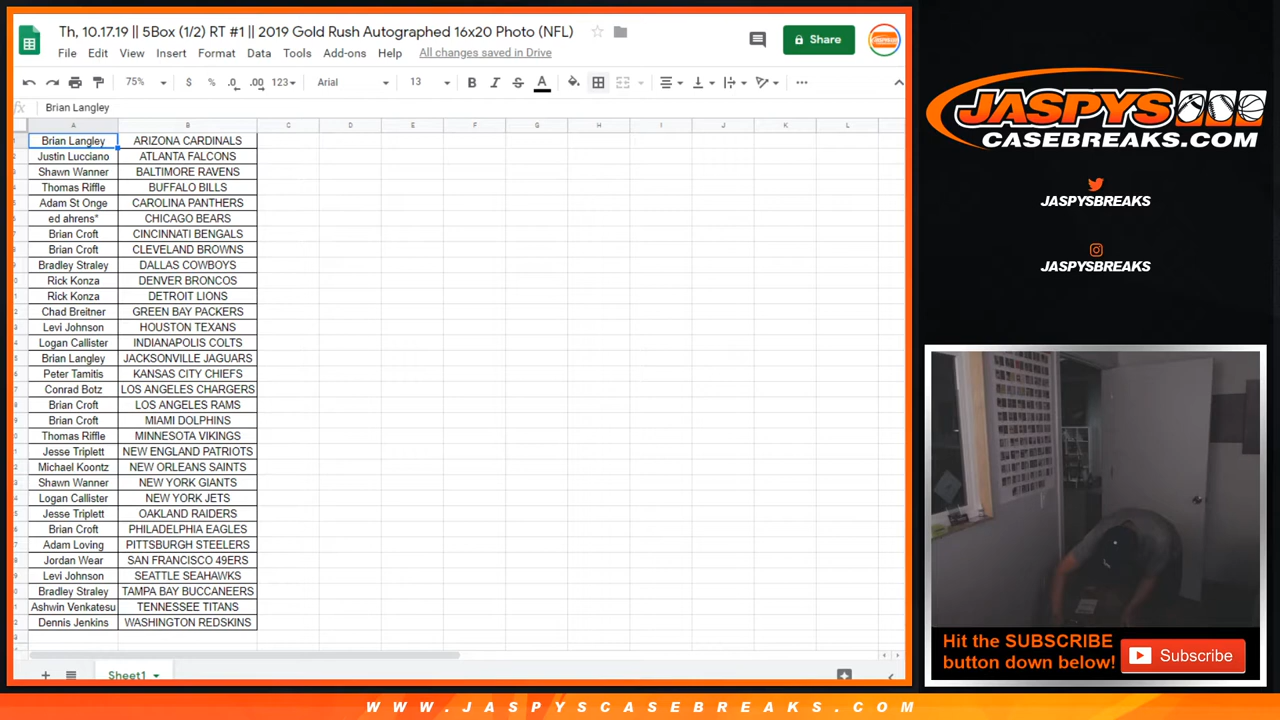 Th, 10.17.19 || 5Box (1/2) RT #1 || 2019 Gold Rush Autographed 16x20 Photo (NFL)
File Edit View Insert Format Data Tools Add-ons Help All changes saved in Drive
Share
75% $ % .0 .00 123 Arial 13 B I S A
fx Brian Langley
A B C D E F G H I J K L
Brian Langley ARIZONA CARDINALS
Justin Lucciano ATLANTA FALCONS
Shawn Wanner BALTIMORE RAVENS
Thomas Riffle BUFFALO BILLS
Adam St Onge CAROLINA PANTHERS
ed ahrens* CHICAGO BEARS
Brian Croft CINCINNATI BENGALS
Brian Croft CLEVELAND BROWNS
Bradley Straley DALLAS COWBOYS
Rick Konza DENVER BRONCOS
Rick Konza DETROIT LIONS
Chad Breitner GREEN BAY PACKERS
Levi Johnson HOUSTON TEXANS
Logan Callister INDIANAPOLIS COLTS
Brian Langley JACKSONVILLE JAGUARS
Peter Tamitis KANSAS CITY CHIEFS
Conrad Botz LOS ANGELES CHARGERS
Brian Croft LOS ANGELES RAMS
Brian Croft MIAMI DOLPHINS
Thomas Riffle MINNESOTA VIKINGS
Jesse Triplett NEW ENGLAND PATRIOTS
Michael Koontz NEW ORLEANS SAINTS
Shawn Wanner NEW YORK GIANTS
Logan Callister NEW YORK JETS
Jesse Triplett OAKLAND RAIDERS
Brian Croft PHILADELPHIA EAGLES
Adam Loving PITTSBURGH STEELERS
Jordan Wear SAN FRANCISCO 49ERS
Levi Johnson SEATTLE SEAHAWKS
Bradley Straley TAMPA BAY BUCCANEERS
Ashwin Venkatesu TENNESSEE TITANS
Dennis Jenkins WASHINGTON REDSKINS
Sheet1
JASPYS
CASEBREAKS.COM
JASPYSBREAKS
JASPYSBREAKS
Hit the SUBSCRIBE
button down below!
Subscribe
WWW.JASPYSCASEBREAKS.COM